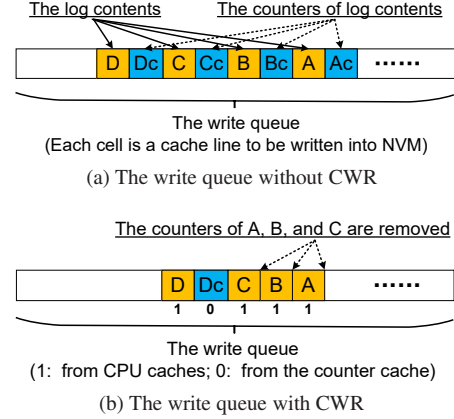 The log contents
The counters of log contents
D Dc C Cc B Bc A Ac ······
The write queue
(Each cell is a cache line to be written into NVM)
(a) The write queue without CWR
The counters of A, B, and C are removed
D Dc C B A ······
1 0 1 1 1
The write queue
(1: from CPU caches; 0: from the counter cache)
(b) The write queue with CWR